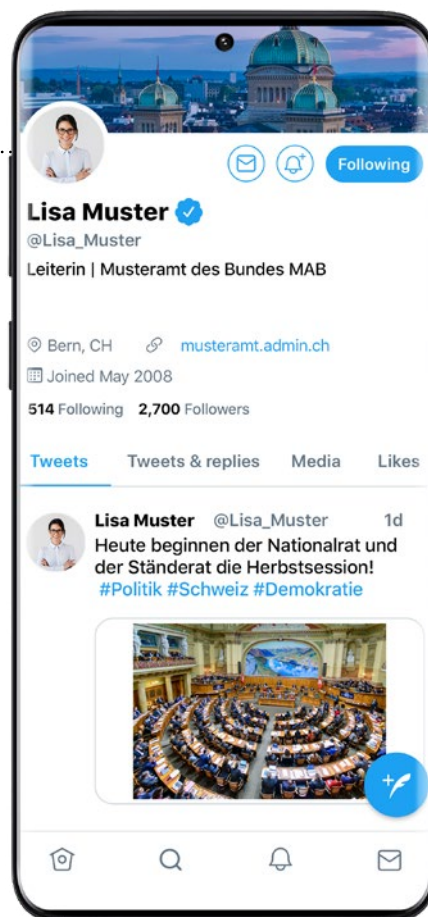 Following
Lisa Muster
@Lisa_Muster
Leiterin | Musteramt des Bundes MAB
Bern, CH musteramt.admin.ch
Joined May 2008
514 Following 2,700 Followers
Tweets Tweets & replies Media Likes
Lisa Muster @Lisa_Muster 1d
Heute beginnen der Nationalrat und
der Ständerat die Herbstsession!
#Politik #Schweiz #Demokratie